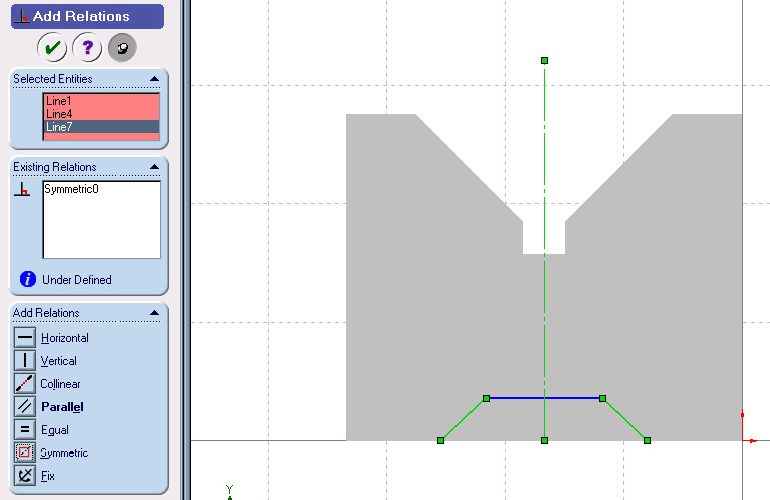 Add Relations
?
Selected Entities
Line1
Line4
Line7
Existing Relations
Symmetric0
i Under Defined
Add Relations
Horizontal
Vertical
Collinear
Parallel
Equal
Symmetric
Fix
Y